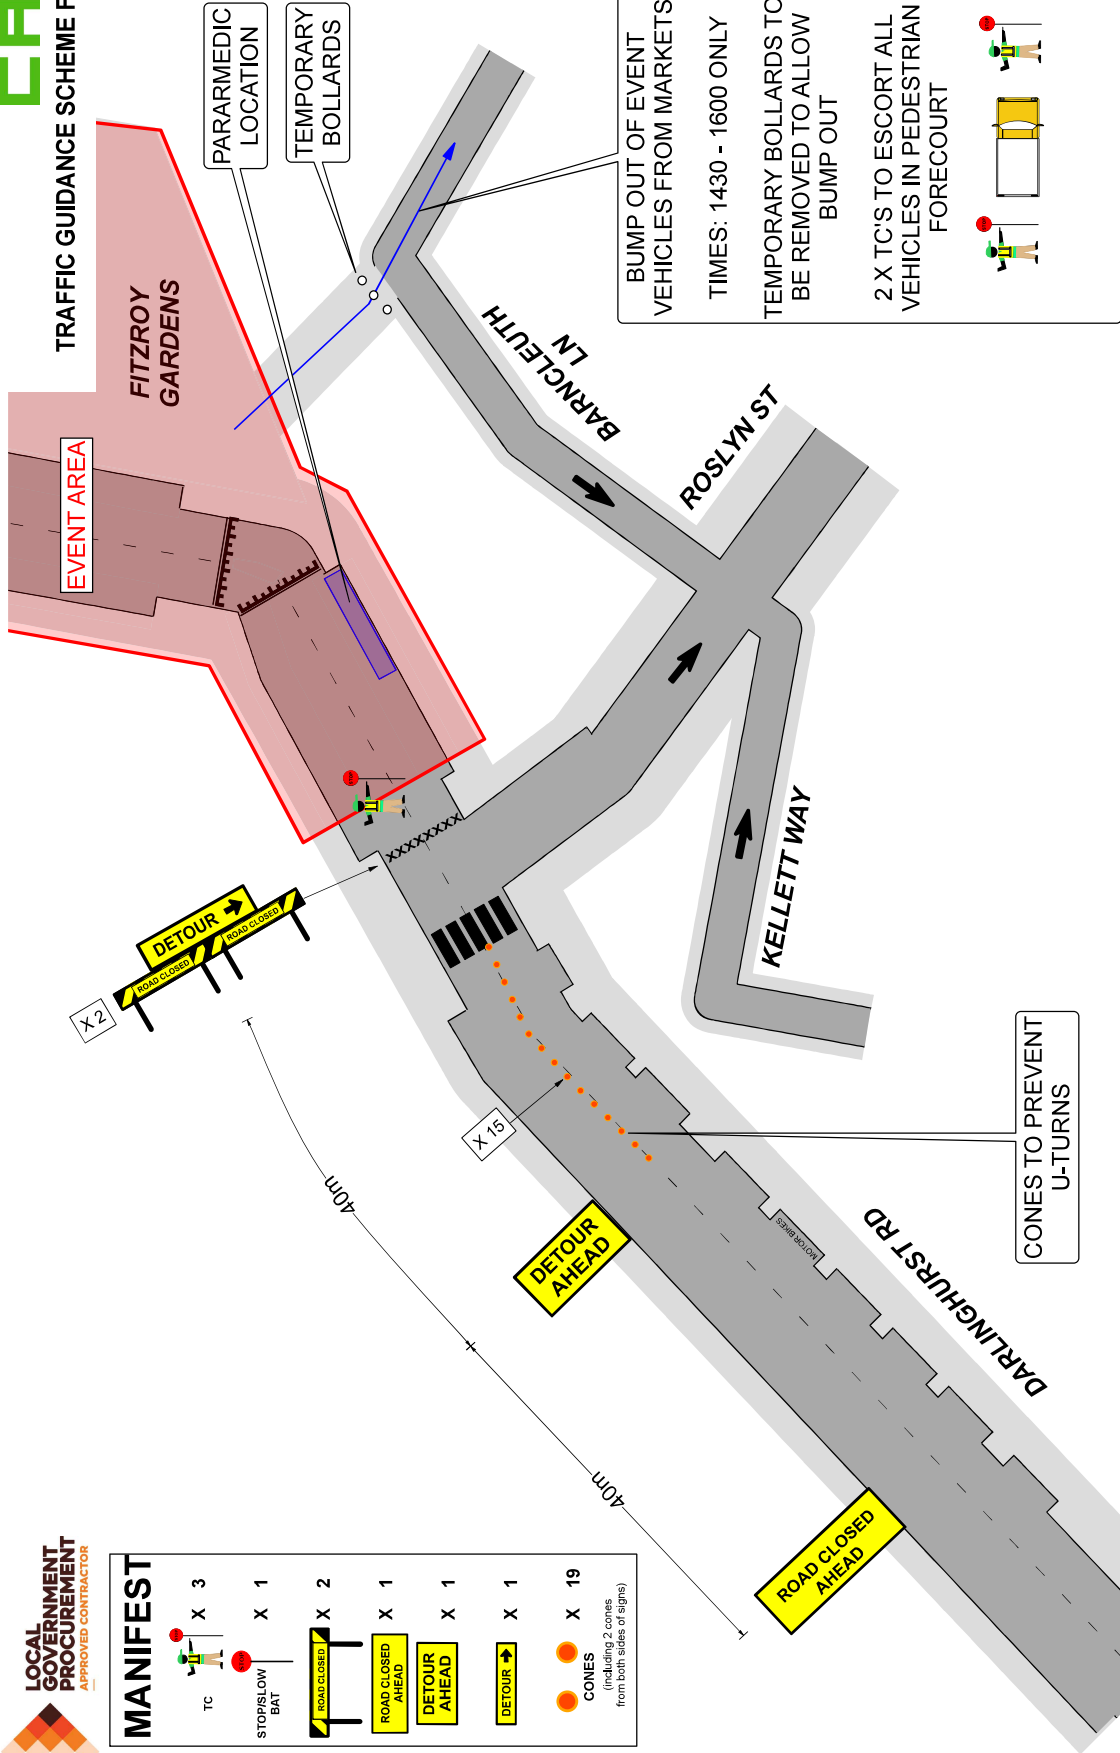 TRAFFIC GUIDANCE SCHEME F
LOCAL
GOVERNMENT
PROCUREMENT
APPROVED CONTRACTOR
MANIFEST
TC
X 3
STOP/SLOW
BAT
X 1
ROAD CLOSED
X 2
ROAD CLOSED
AHEAD
X 1
DETOUR
AHEAD
X 1
DETOUR
X 1
CONES
(including 2 cones
from both sides of signs)
X 19
EVENT AREA
FITZROY
GARDENS
PARARMEDIC
LOCATION
TEMPORARY
BOLLARDS
BUMP OUT OF EVENT
VEHICLES FROM MARKETS
TIMES: 1430 - 1600 ONLY
TEMPORARY BOLLARDS TO
BE REMOVED TO ALLOW
BUMP OUT
2 X TC'S TO ESCORT ALL
VEHICLES IN PEDESTRIAN
FORECOURT
BARNCLEUTH
LN
ROSLYN ST
KELLETT WAY
DARLINGHURST RD
X 2
DETOUR
ROAD CLOSED
ROAD CLOSED
40m
X 15
DETOUR
AHEAD
40m
ROAD CLOSED
AHEAD
MOTOR BIKES
CONES TO PREVENT
U-TURNS